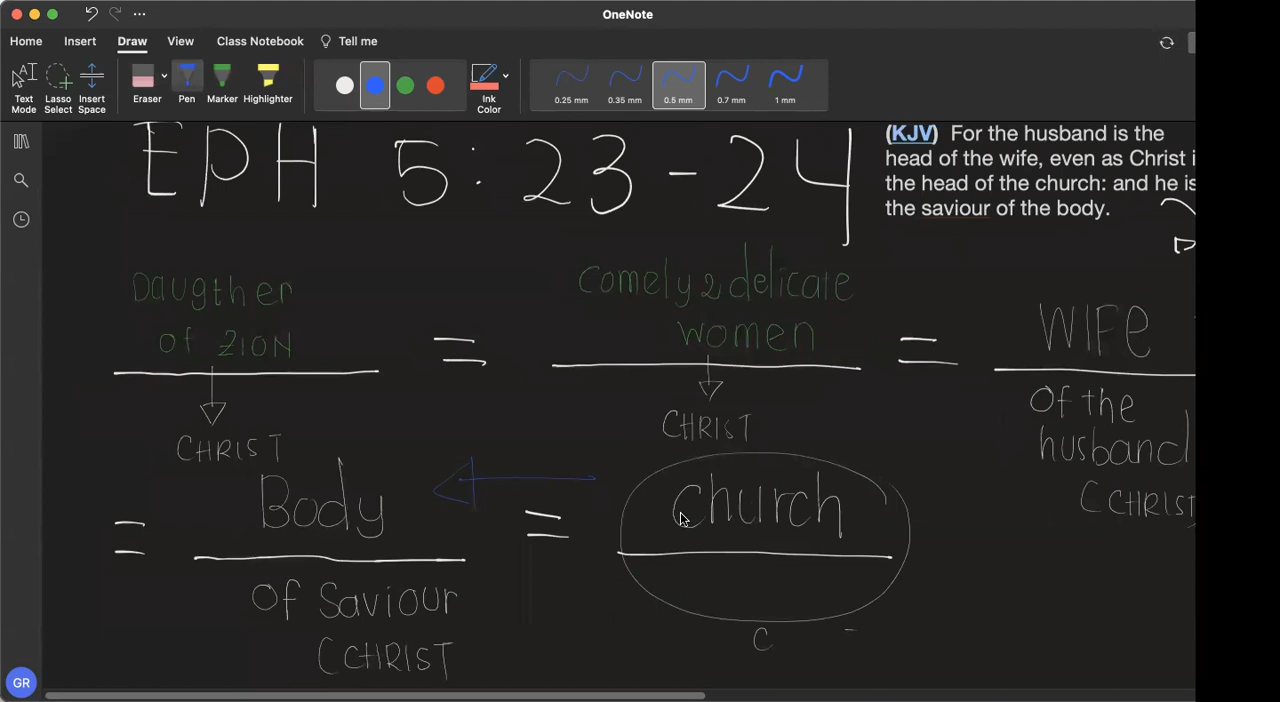 OneNote
Home Insert Draw View Class Notebook Tell me
Text Mode
Lasso Select
Insert Space
Eraser
Pen
Marker
Highlighter
Ink Color
0.25 mm
0.35 mm
0.5 mm
0.7 mm
1 mm
EPH 5:23-24
(KJV) For the husband is the
head of the wife, even as Christ i
the head of the church: and he is
the saviour of the body.
Daugther
of ZION
CHRIST
=
Comely & delicate
women
CHRIST
=
WIFE
Of the
husband
(CHRIST
=
Body
Of Saviour
(CHRIST
=
Church
C
GR